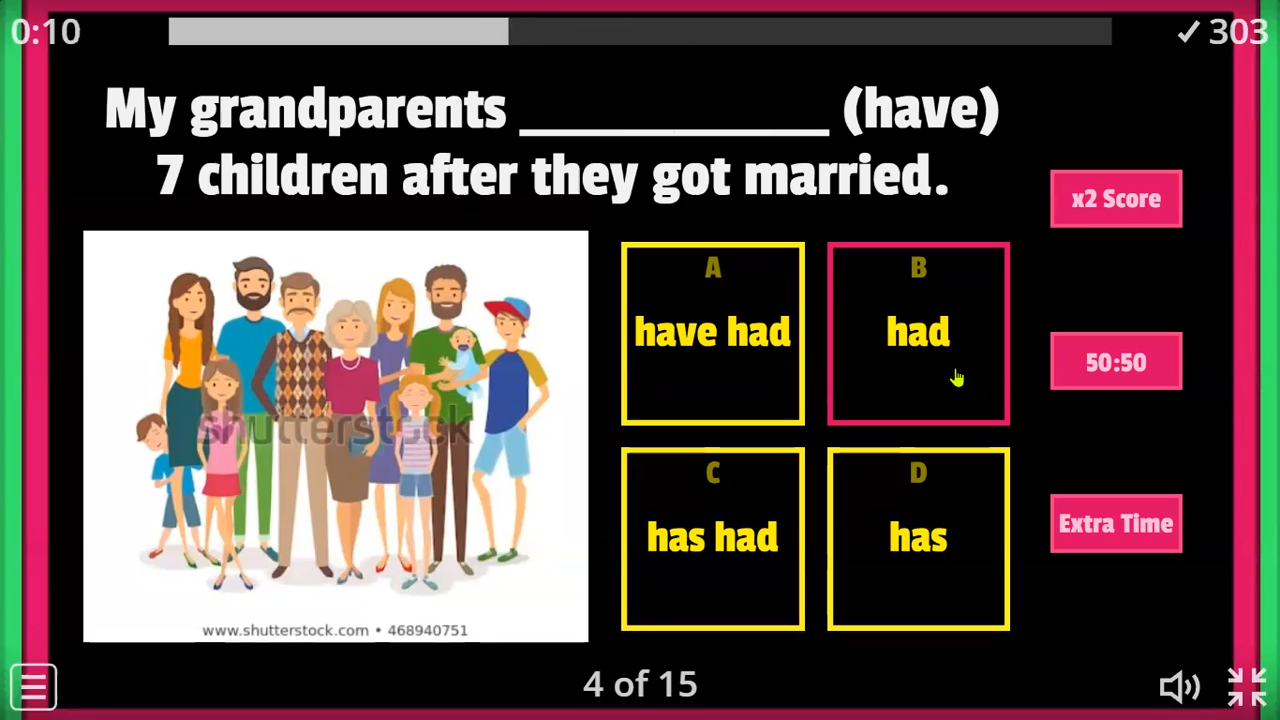 0:10
✓ 303
My grandparents ____________ (have)
7 children after they got married.
x2 Score
A
have had
B
had
50:50
C
has had
D
has
Extra Time
shutterstock
www.shutterstock.com • 468940751
4 of 15